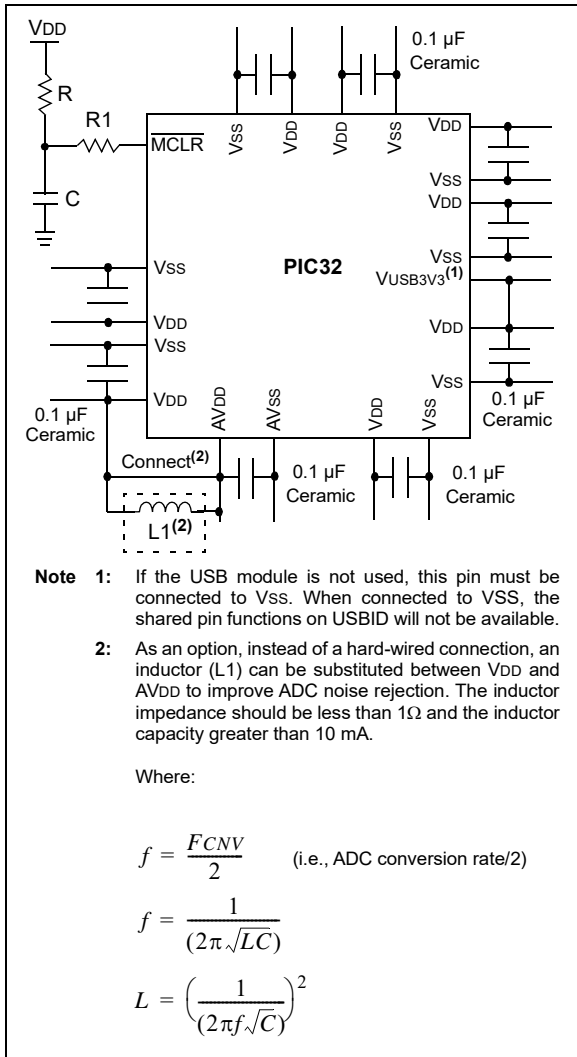 VDD
R
R1
C
0.1 µF
Ceramic
MCLR
VSS
VDD
VDD
VSS
VDD
VSS
VDD
VSS
VUSB3V3(1)
VDD
VSS
PIC32
VSS
VDD
VSS
VDD
AVDD
AVSS
VDD
VSS
0.1 µF
Ceramic
Connect(2)
L1(2)
0.1 µF
Ceramic
0.1 µF
Ceramic
0.1 µF
Ceramic
Note 1: If the USB module is not used, this pin must be
connected to VSS. When connected to VSS, the
shared pin functions on USBID will not be available.
2: As an option, instead of a hard-wired connection, an
inductor (L1) can be substituted between VDD and
AVDD to improve ADC noise rejection. The inductor
impedance should be less than 1Ω and the inductor
capacity greater than 10 mA.
Where:
f = FCNV / 2 (i.e., ADC conversion rate/2)
f = 1 / (2π√LC)
L = (1 / (2πf√C))²